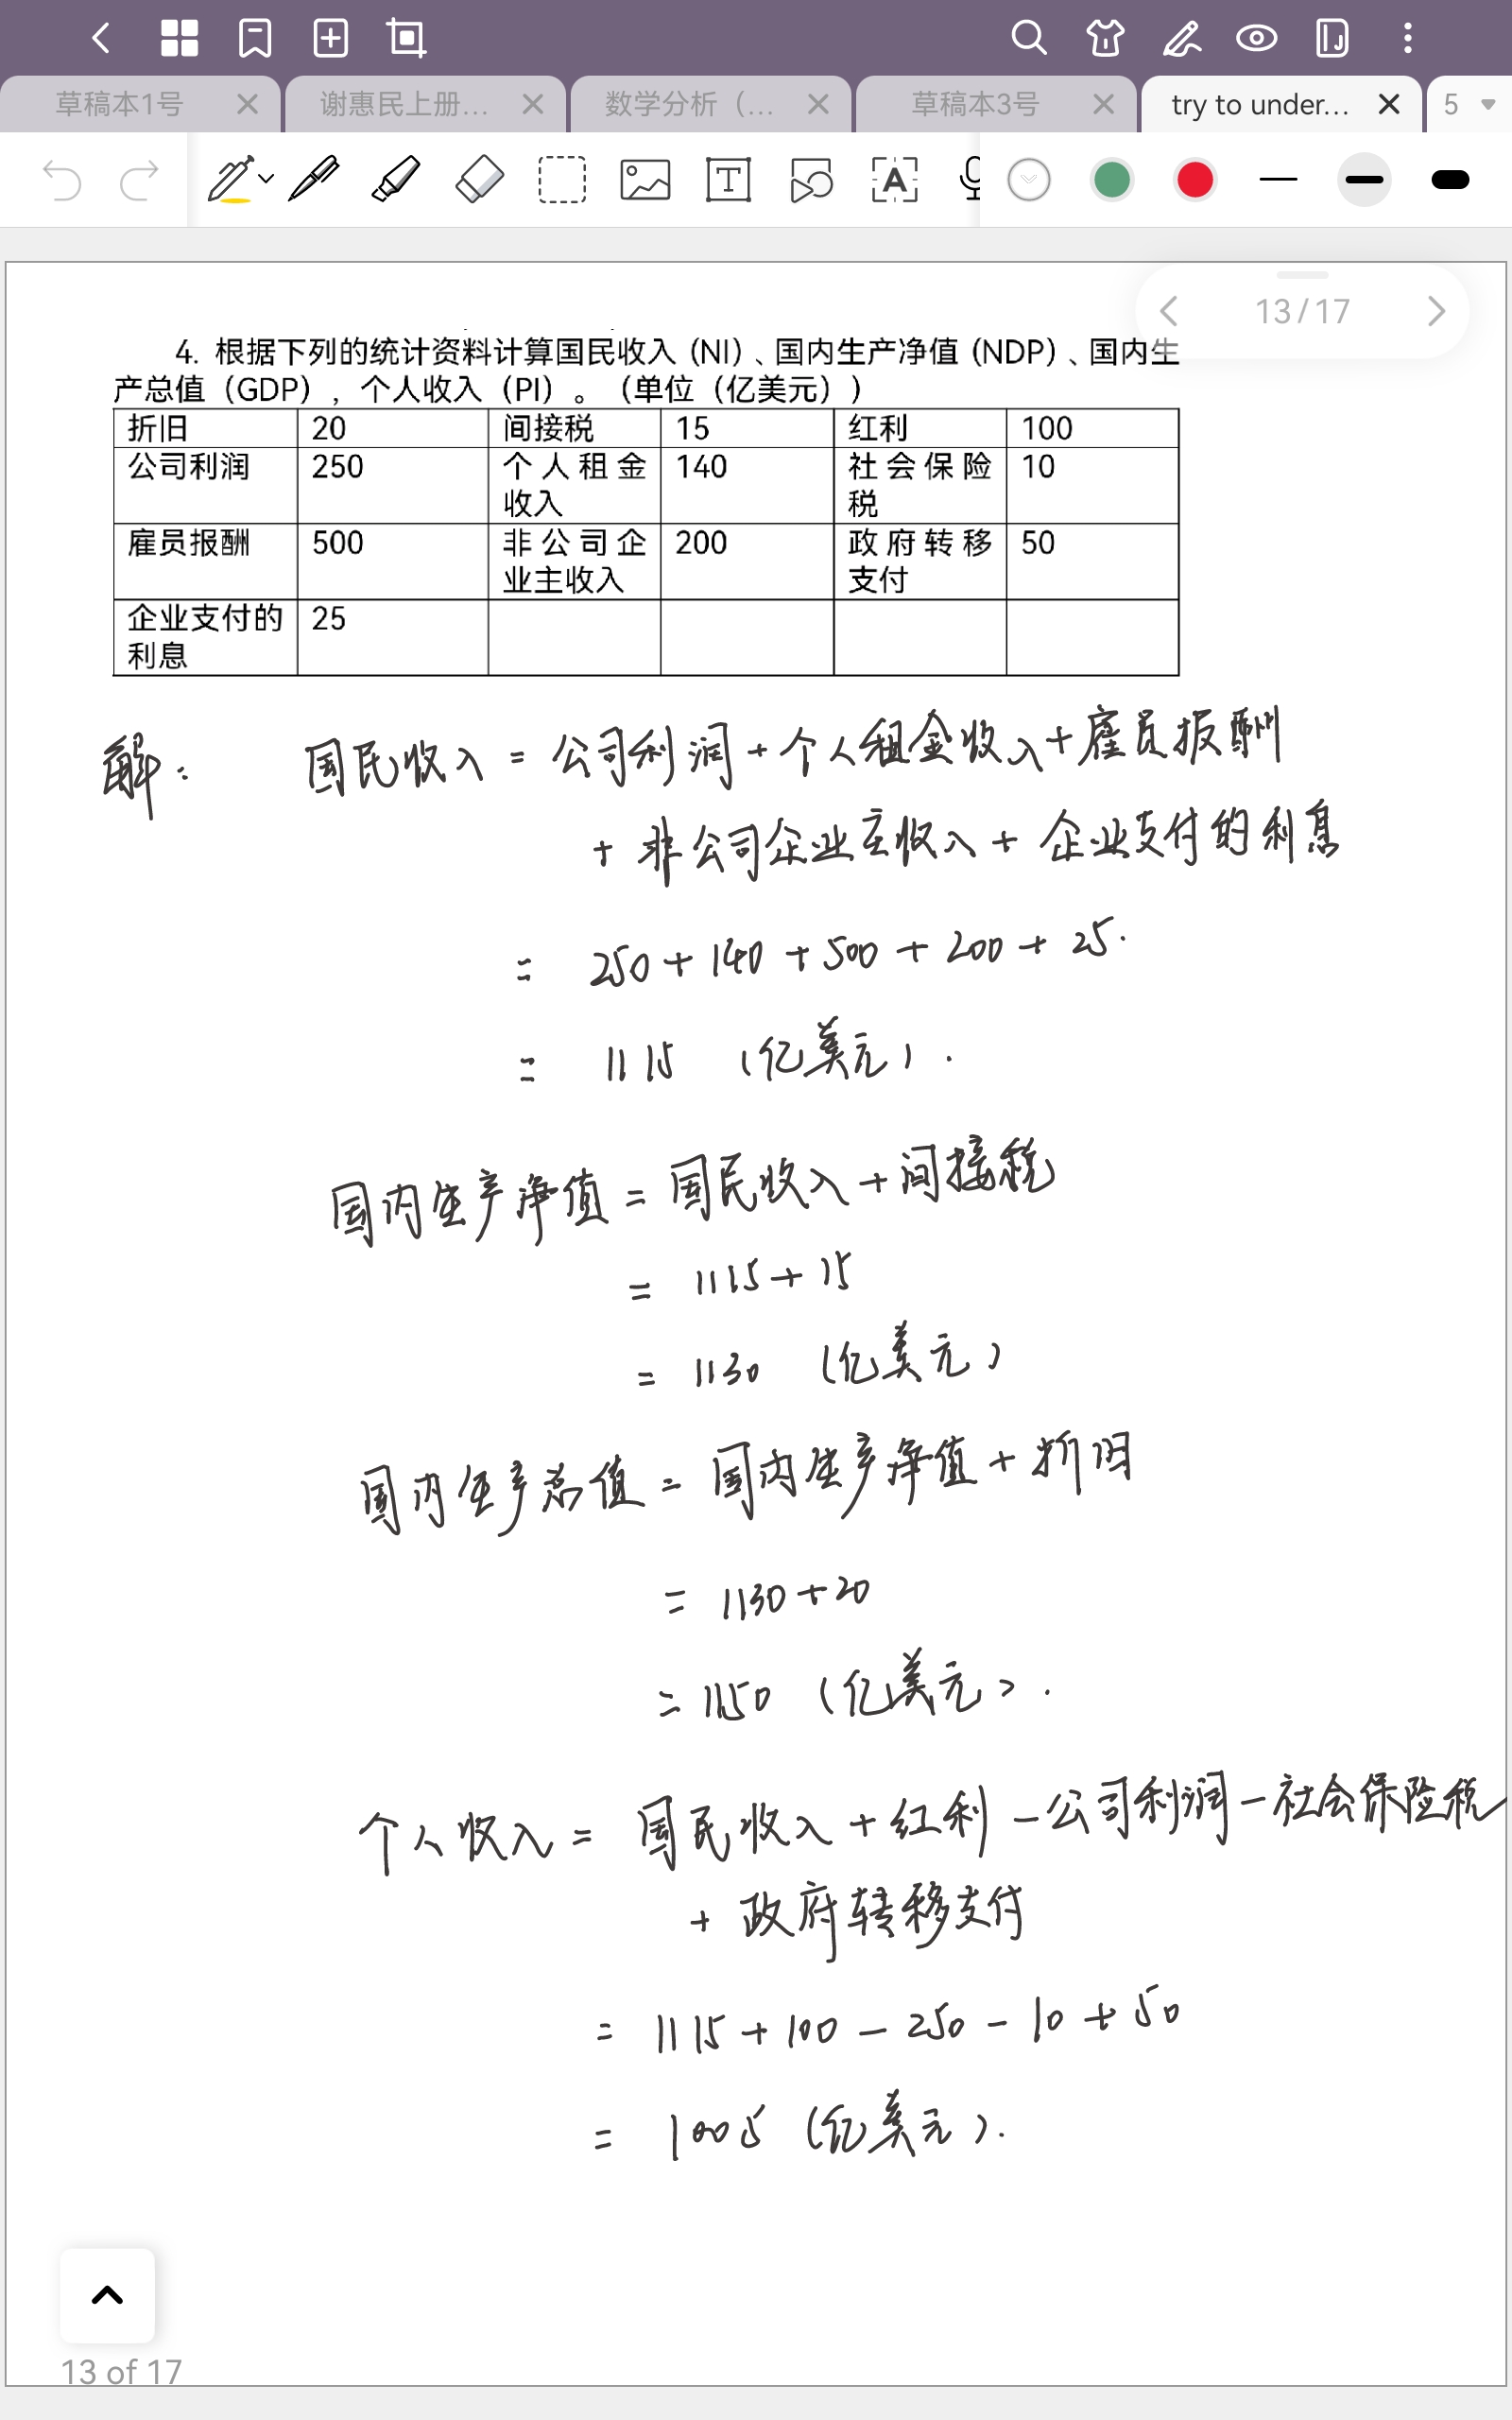 草稿本1号
谢惠民上册...
数学分析（...
草稿本3号
try to under...
5
13/17
4. 根据下列的统计资料计算国民收入（NI）、国内生产净值（NDP）、国内生
产总值（GDP），个人收入（PI）。（单位（亿美元））
折旧 20 间接税 15 红利 100
公司利润 250 个人租金收入 140 社会保险税 10
雇员报酬 500 非公司企业主收入 200 政府转移支付 50
企业支付的利息 25
解： 国民收入 = 公司利润 + 个人租金收入 + 雇员报酬
+ 非公司企业主收入 + 企业支付的利息
= 250 + 140 + 500 + 200 + 25.
= 1115 （亿美元）.
国内生产净值 = 国民收入 + 间接税
= 1115 + 15
= 1130 （亿美元）
国内生产总值 = 国内生产净值 + 折旧
= 1130 + 20
= 1150 （亿美元）.
个人收入 = 国民收入 + 红利 - 公司利润 - 社会保险税
+ 政府转移支付
= 1115 + 100 - 250 - 10 + 50
= 1005 （亿美元）.
13 of 17